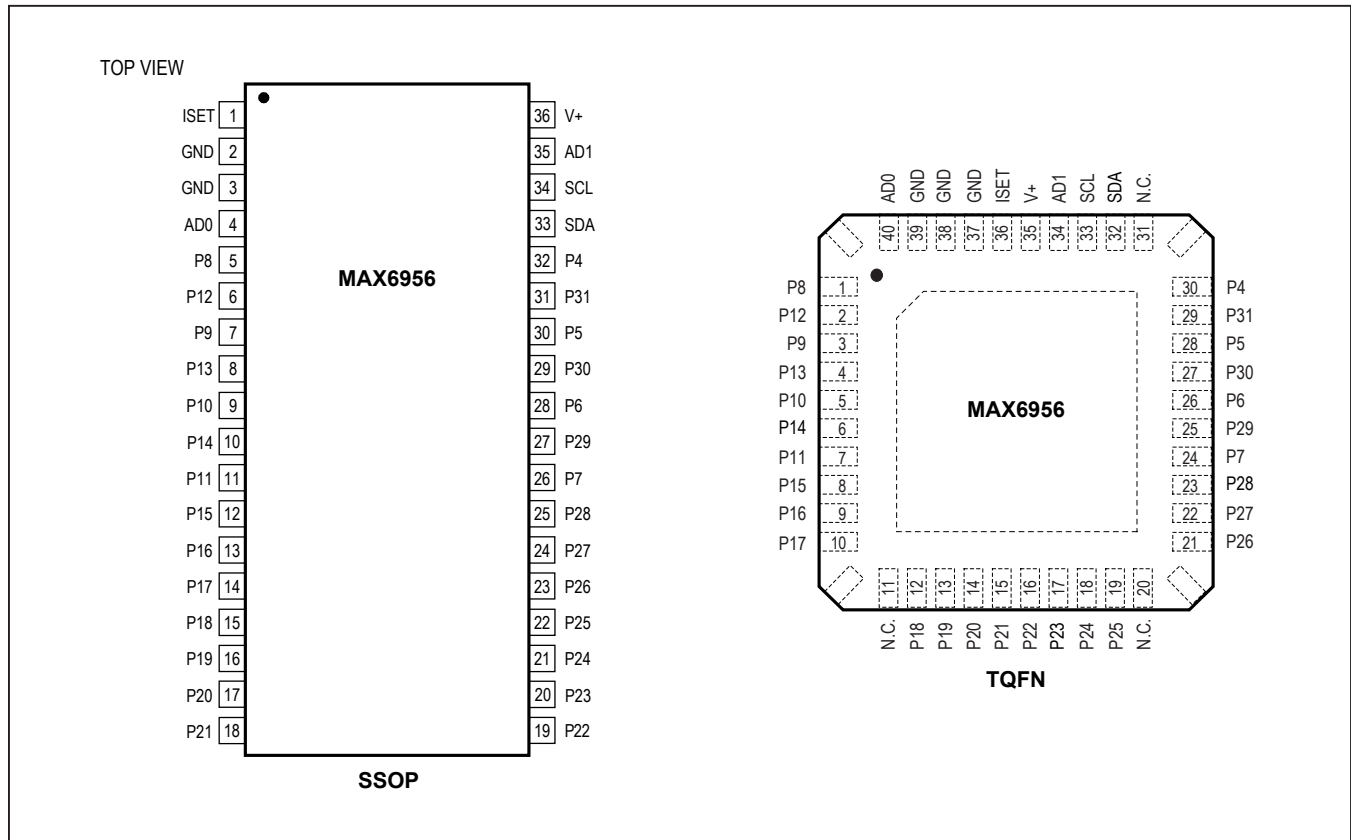 TOP VIEW
ISET 1
GND 2
GND 3
AD0 4
P8 5
P12 6
P9 7
P13 8
P10 9
P14 10
P11 11
P15 12
P16 13
P17 14
P18 15
P19 16
P20 17
P21 18
MAX6956
36 V+
35 AD1
34 SCL
33 SDA
32 P4
31 P31
30 P5
29 P30
28 P6
27 P29
26 P7
25 P28
24 P27
23 P26
22 P25
21 P24
20 P23
19 P22
SSOP
AD0 GND GND GND ISET V+ AD1 SCL SDA N.C.
40 39 38 37 36 35 34 33 32 31
P8 1
P12 2
P9 3
P13 4
P10 5
P14 6
P11 7
P15 8
P16 9
P17 10
MAX6956
30 P4
29 P31
28 P5
27 P30
26 P6
25 P29
24 P7
23 P28
22 P27
21 P26
11 12 13 14 15 16 17 18 19 20
N.C. P18 P19 P20 P21 P22 P23 P24 P25 N.C.
TQFN